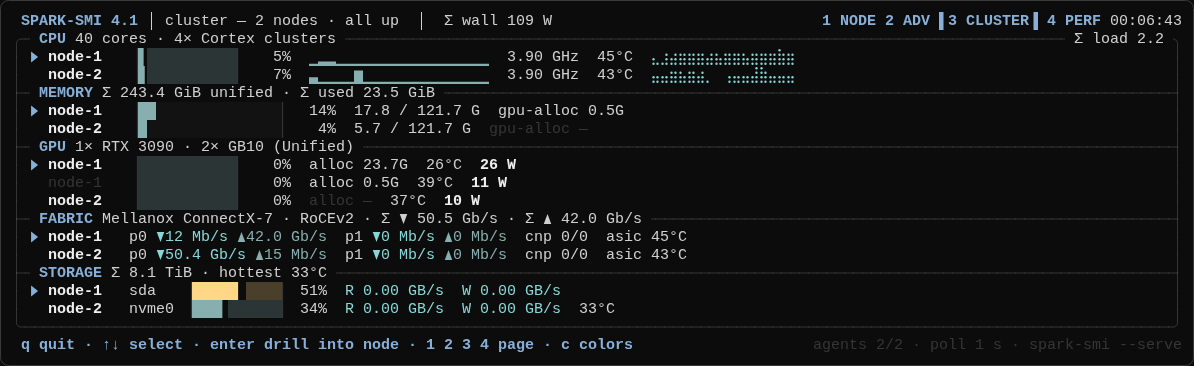 SPARK-SMI 4.1 │ cluster — 2 nodes · all up │ Σ wall 109 W 1 NODE 2 ADV ▌3 CLUSTER▌ 4 PERF 00:06:43
CPU 40 cores · 4× Cortex clusters Σ load 2.2
▶ node-1 5% 3.90 GHz 45°C
node-2 7% 3.90 GHz 43°C
MEMORY Σ 243.4 GiB unified · Σ used 23.5 GiB
▶ node-1 14% 17.8 / 121.7 G gpu-alloc 0.5G
node-2 4% 5.7 / 121.7 G gpu-alloc —
GPU 1× RTX 3090 · 2× GB10 (Unified)
▶ node-1 0% alloc 23.7G 26°C 26 W
node-1 0% alloc 0.5G 39°C 11 W
node-2 0% alloc — 37°C 10 W
FABRIC Mellanox ConnectX-7 · RoCEv2 · Σ ▼ 50.5 Gb/s · Σ ▲ 42.0 Gb/s
▶ node-1 p0 ▼12 Mb/s ▲42.0 Gb/s p1 ▼0 Mb/s ▲0 Mb/s cnp 0/0 asic 45°C
node-2 p0 ▼50.4 Gb/s ▲15 Mb/s p1 ▼0 Mb/s ▲0 Mb/s cnp 0/0 asic 43°C
STORAGE Σ 8.1 TiB · hottest 33°C
▶ node-1 sda 51% R 0.00 GB/s W 0.00 GB/s
node-2 nvme0 34% R 0.00 GB/s W 0.00 GB/s 33°C
q quit · ↑↓ select · enter drill into node · 1 2 3 4 page · c colors agents 2/2 · poll 1 s · spark-smi --serve